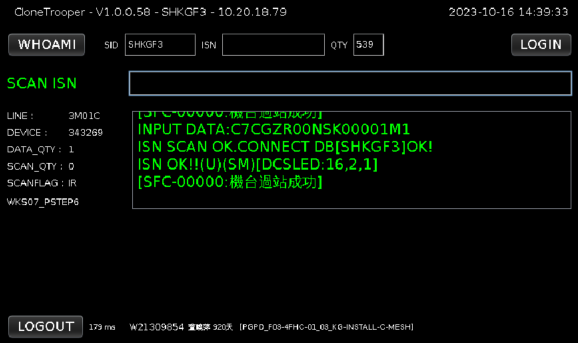 CloneTrooper - V1.0.0.58 - SHKGF3 - 10.20.18.79 2023-10-16 14:39:33
WHOAMI SID SHKGF3 ISN QTY 539 LOGIN
SCAN ISN
LINE : 3M01C
DEVICE : 343269
DATA_QTY : 1
SCAN_QTY : 0
SCANFLAG : IR
WKS07_PSTEP6
[SFC-00000:機台過站成功]
INPUT DATA:C7CGZR00NSK00001M1
ISN SCAN OK.CONNECT DB[SHKGF3]OK!
ISN OK!!(U)(SM)[DCSLED:16,2,1]
[SFC-00000:機台過站成功]
LOGOUT 179 ms W21309854 920天 [PGPD_F03-4FHC-01_03_KG-INSTALL-C-MESH]